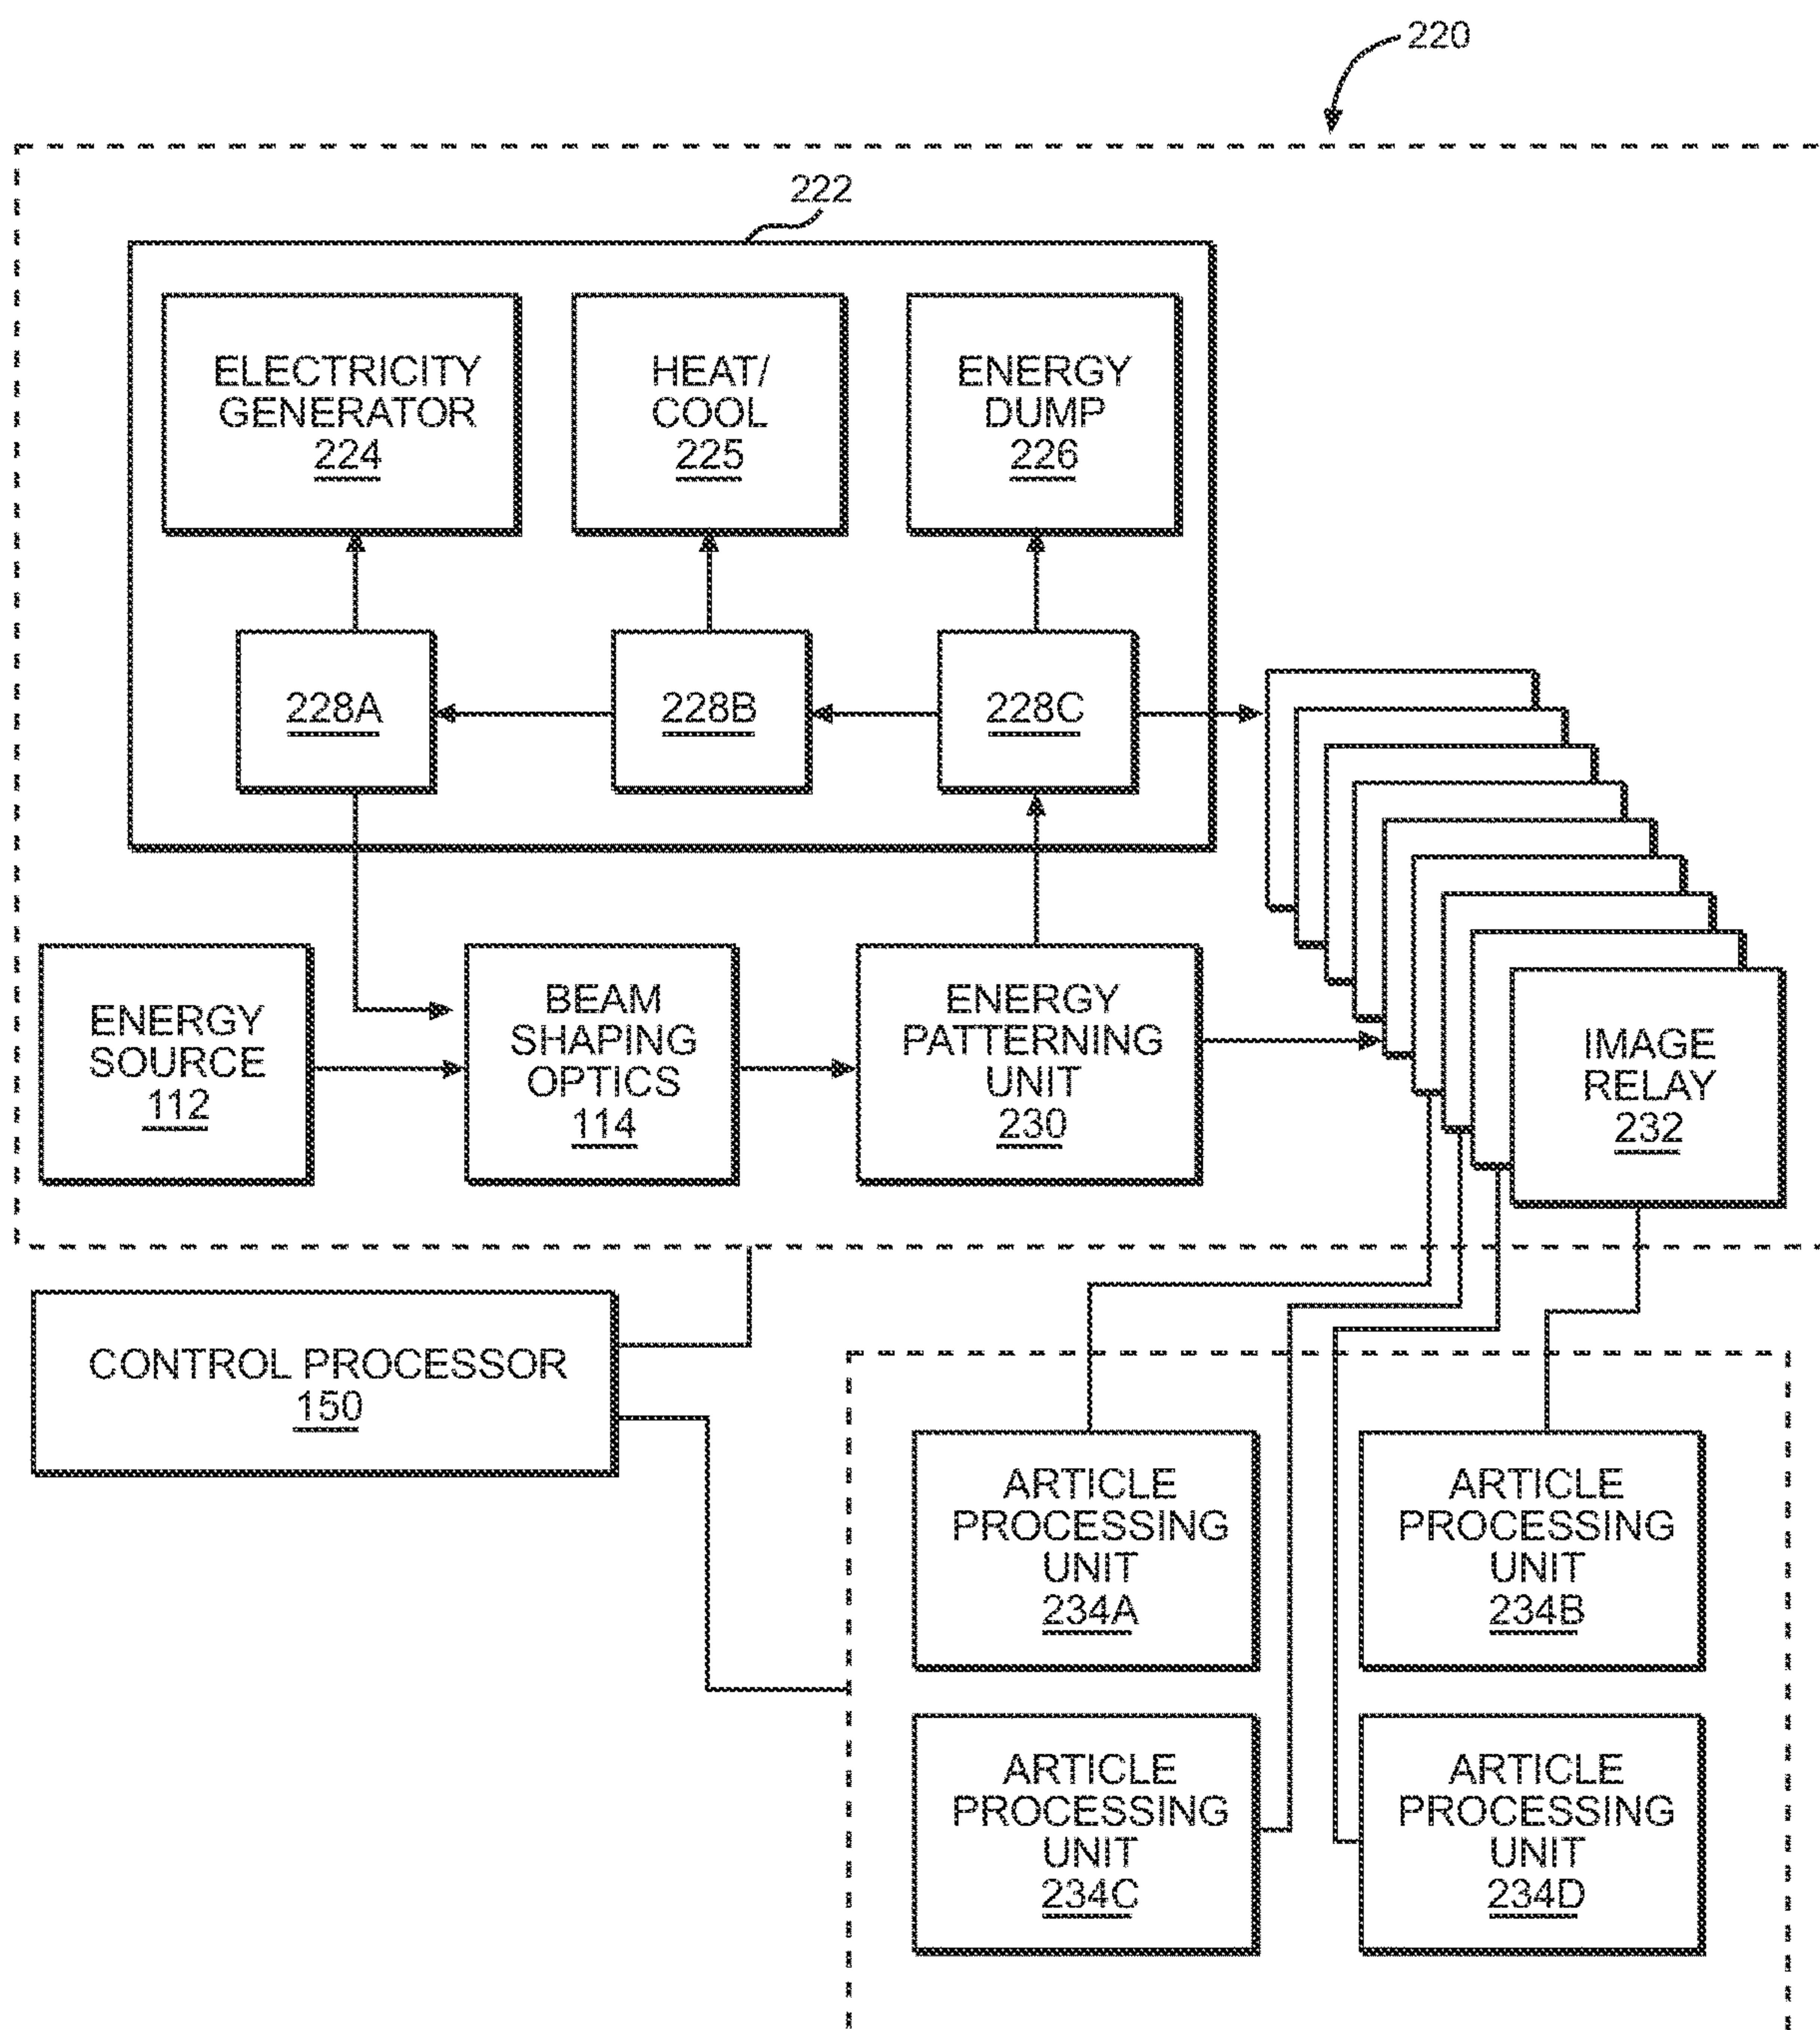 220
222
ELECTRICITY
GENERATOR
224
HEAT/
COOL
225
ENERGY
DUMP
226
228A
228B
228C
ENERGY
SOURCE
112
BEAM
SHAPING
OPTICS
114
ENERGY
PATTERNING
UNIT
230
IMAGE
RELAY
232
CONTROL PROCESSOR
150
ARTICLE
PROCESSING
UNIT
234A
ARTICLE
PROCESSING
UNIT
234B
ARTICLE
PROCESSING
UNIT
234C
ARTICLE
PROCESSING
UNIT
234D